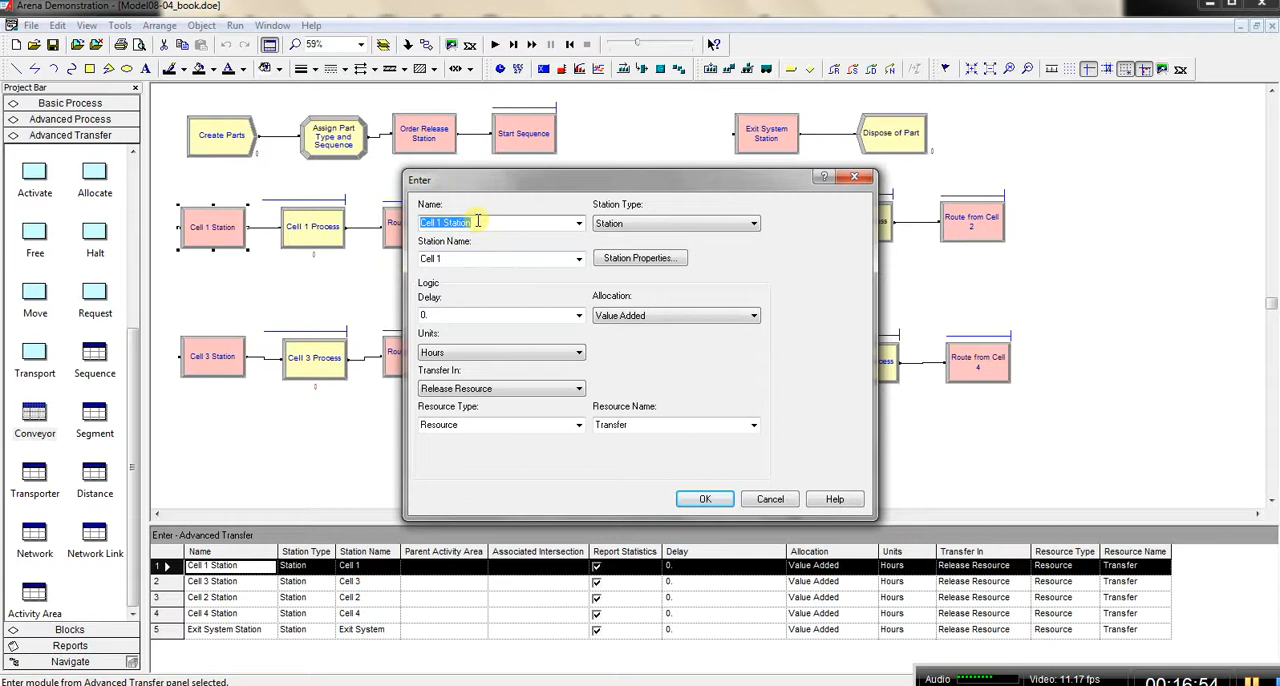 Arena Demonstration - [Model08-04_book.doe]
File Edit View Tools Arrange Object Run Window Help
59%
Project Bar
Basic Process
Advanced Process
Advanced Transfer
Activate Allocate
Free Halt
Move Request
Transport Sequence
Conveyor Segment
Transporter Distance
Network Network Link
Activity Area
Blocks
Reports
Navigate
Create Parts
0
Assign Part
Type and
Sequence
Order Release
Station
Start Sequence
Exit System
Station
Dispose of Part
0
Cell 1 Station
Cell 1 Process
0
Route from Cell
2
Cell 3 Station
Cell 3 Process
0
Route from Cell
4
Enter
Name: Station Type:
Cell 1 Station Station
Station Name:
Cell 1 Station Properties...
Logic
Delay: Allocation:
0. Value Added
Units:
Hours
Transfer In:
Release Resource
Resource Type: Resource Name:
Resource Transfer
OK Cancel Help
Enter - Advanced Transfer
Name Station Type Station Name Parent Activity Area Associated Intersection Report Statistics Delay Allocation Units Transfer In Resource Type Resource Name
1 Cell 1 Station Station Cell 1 0. Value Added Hours Release Resource Resource Transfer
2 Cell 3 Station Station Cell 3 0. Value Added Hours Release Resource Resource Transfer
3 Cell 2 Station Station Cell 2 0. Value Added Hours Release Resource Resource Transfer
4 Cell 4 Station Station Cell 4 0. Value Added Hours Release Resource Resource Transfer
5 Exit System Station Station Exit System 0. Value Added Hours Release Resource Resource Transfer
Enter module from Advanced Transfer panel selected.
Audio Video: 11.17 fps 00:16:54